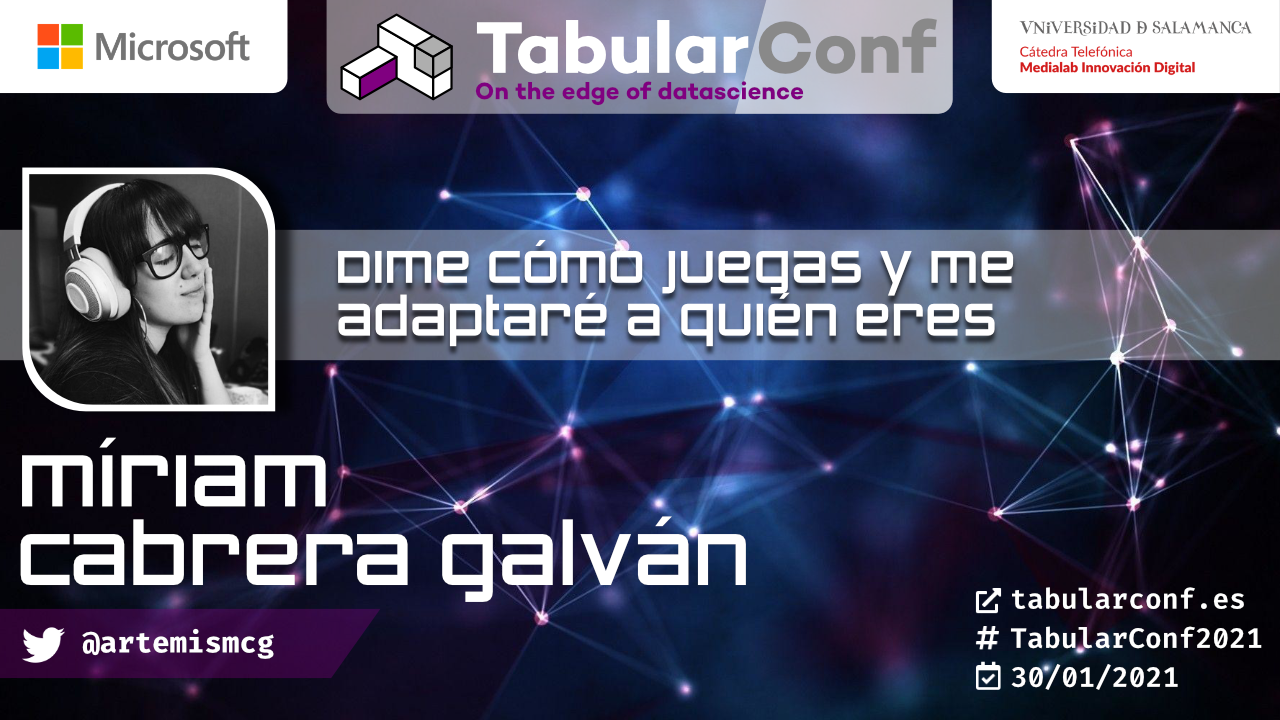 Microsoft
TabularConf
On the edge of datascience
VNiVERSiDAD Ð SALAMANCA
Cátedra Telefónica
Medialab Innovación Digital
Dime cómo juegas y me
adaptaré a quién eres
míriam
cabrera galván
@artemismcg
tabularconf.es
# TabularConf2021
30/01/2021